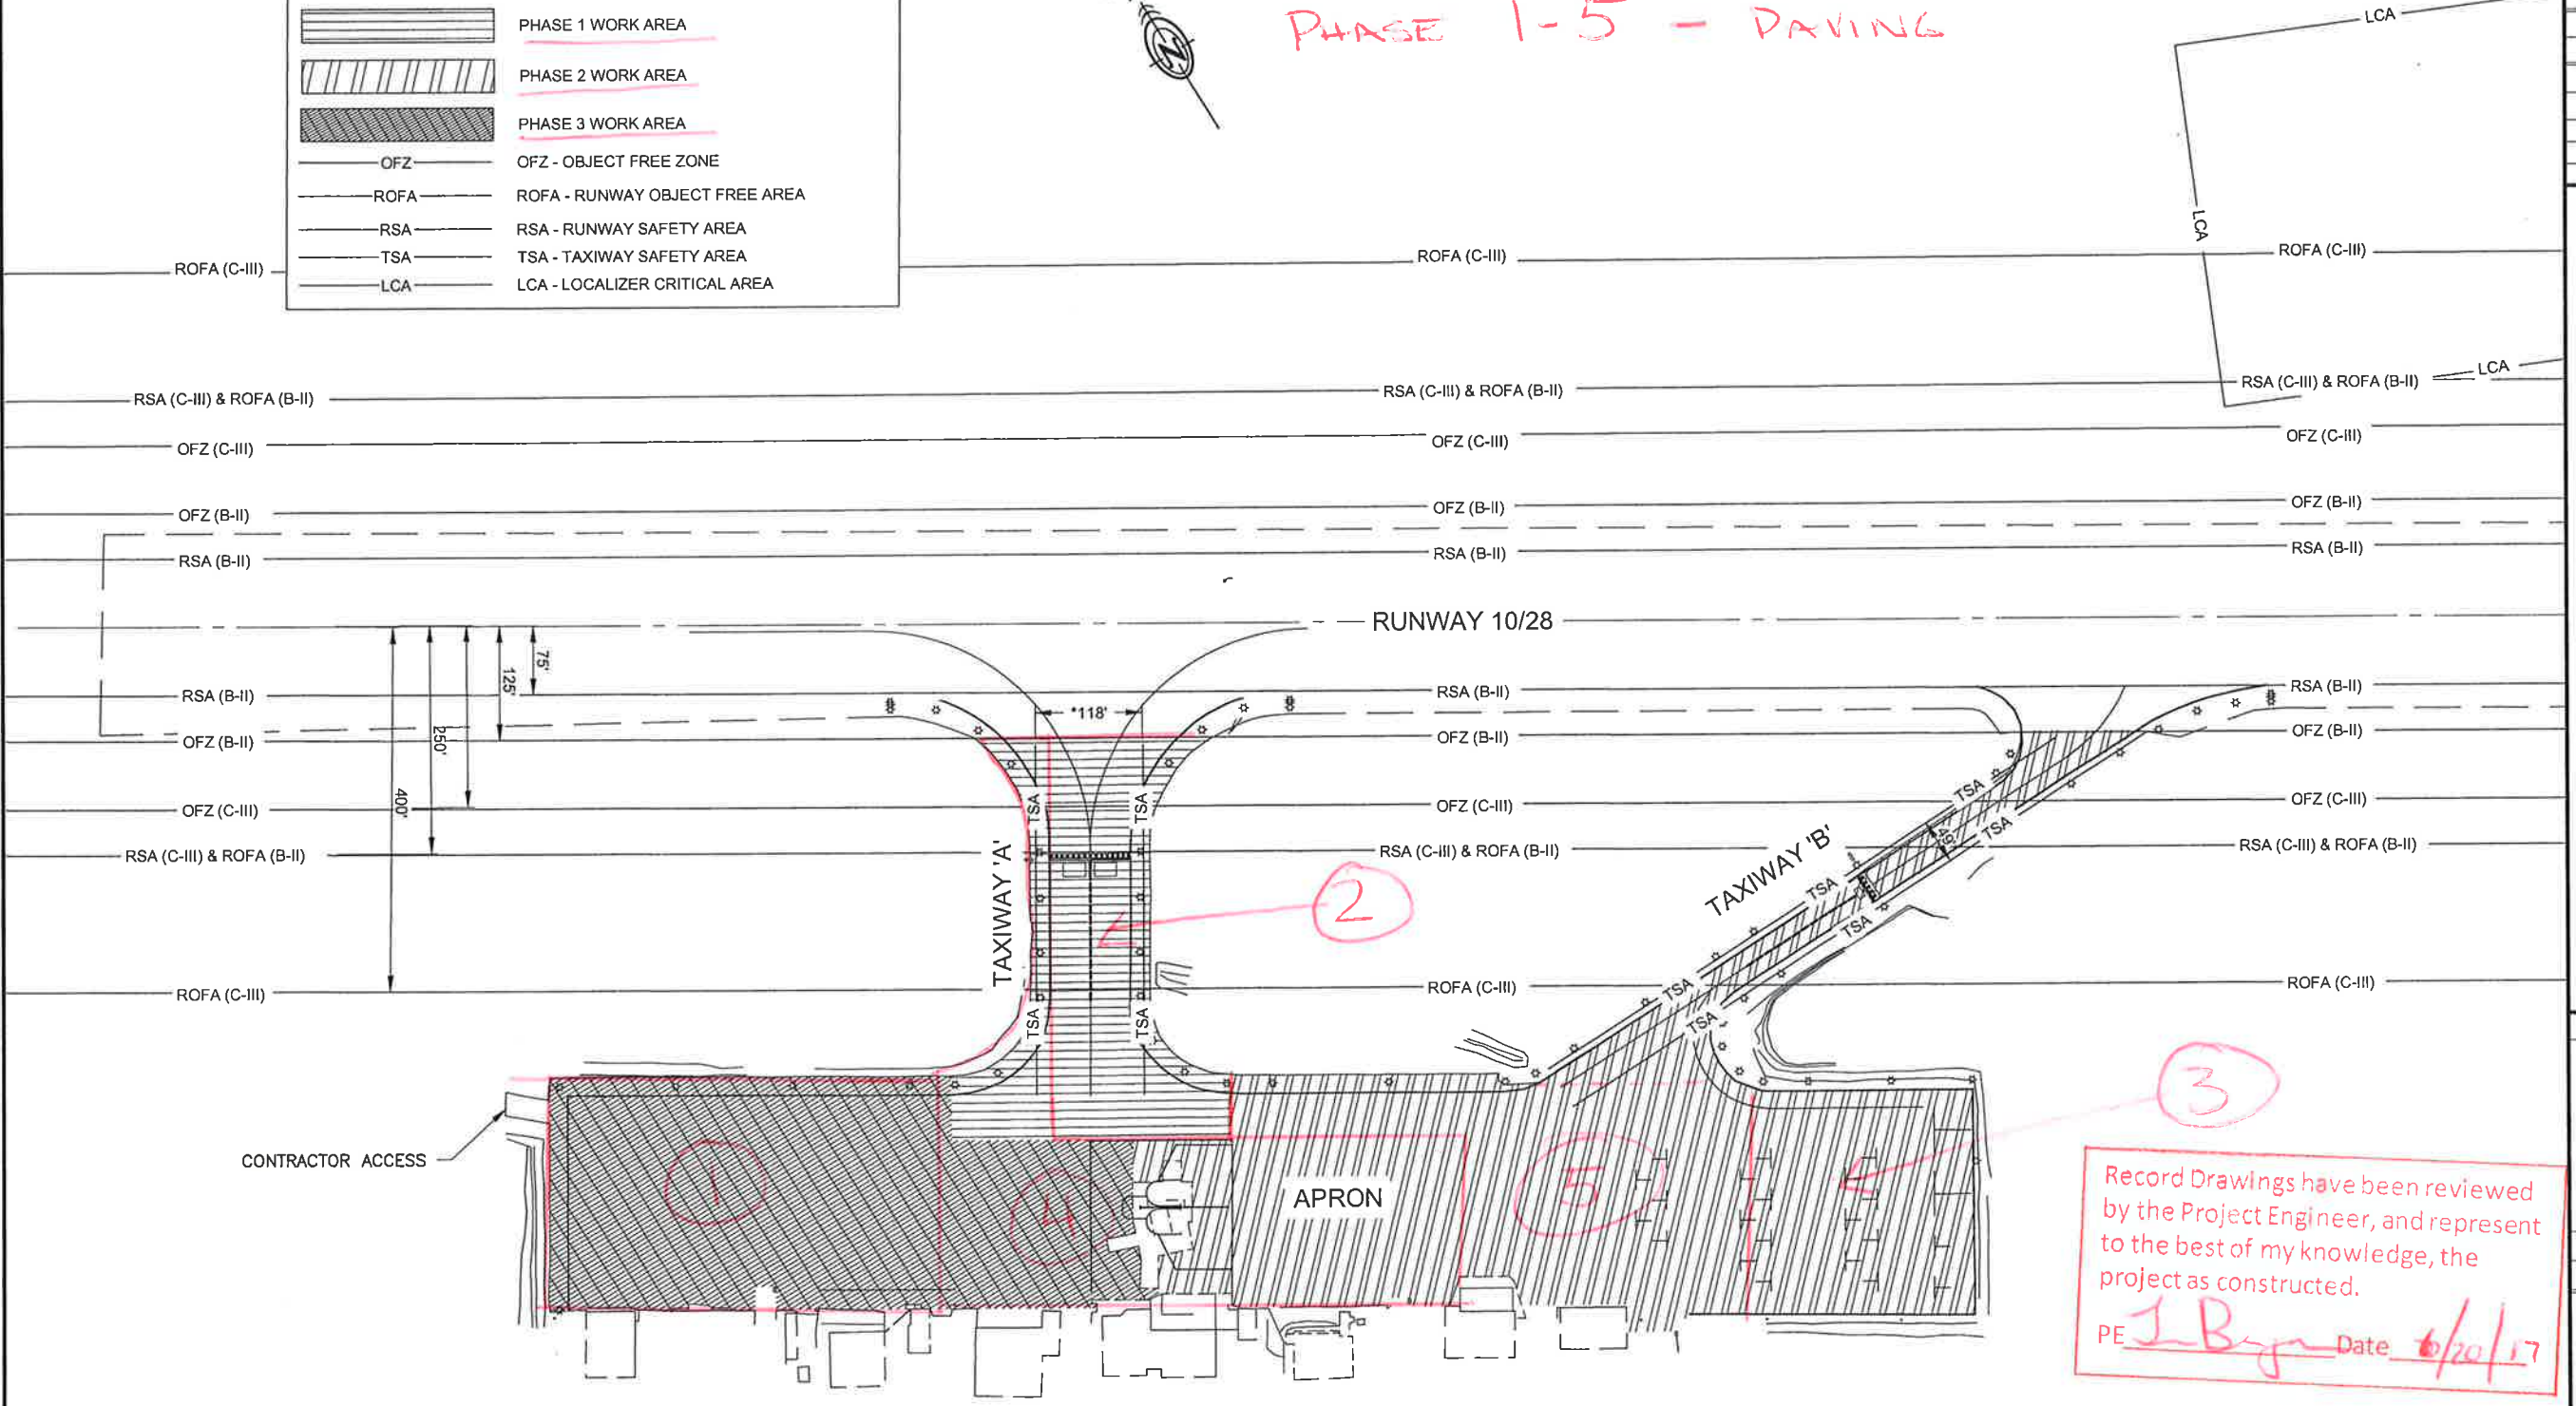 PHASE 1-5 - PAVING
PHASE 1 WORK AREA
PHASE 2 WORK AREA
PHASE 3 WORK AREA
OFZ OFZ - OBJECT FREE ZONE
ROFA ROFA - RUNWAY OBJECT FREE AREA
RSA RSA - RUNWAY SAFETY AREA
TSA TSA - TAXIWAY SAFETY AREA
LCA LCA - LOCALIZER CRITICAL AREA
N
LCA
LCA
LCA
ROFA (C-III) ROFA (C-III) ROFA (C-III)
RSA (C-III) & ROFA (B-II) RSA (C-III) & ROFA (B-II) RSA (C-III) & ROFA (B-II)
OFZ (C-III) OFZ (C-III) OFZ (C-III)
OFZ (B-II) OFZ (B-II) OFZ (B-II)
RSA (B-II) RSA (B-II) RSA (B-II)
RUNWAY 10/28
75'
125'
250'
400'
RSA (B-II) RSA (B-II) RSA (B-II)
*118'
OFZ (B-II) OFZ (B-II) OFZ (B-II)
OFZ (C-III) OFZ (C-III) OFZ (C-III)
RSA (C-III) & ROFA (B-II) RSA (C-III) & ROFA (B-II) RSA (C-III) & ROFA (B-II)
ROFA (C-III) ROFA (C-III) ROFA (C-III)
TSA
TSA
TSA
TSA
TAXIWAY 'A'
2
TAXIWAY 'B'
TSA
TSA
49'
TSA
TSA
TSA
TSA
3
CONTRACTOR ACCESS
1
4
APRON
5
Record Drawings have been reviewed
by the Project Engineer, and represent
to the best of my knowledge, the
project as constructed.
PE Date 6/20/17